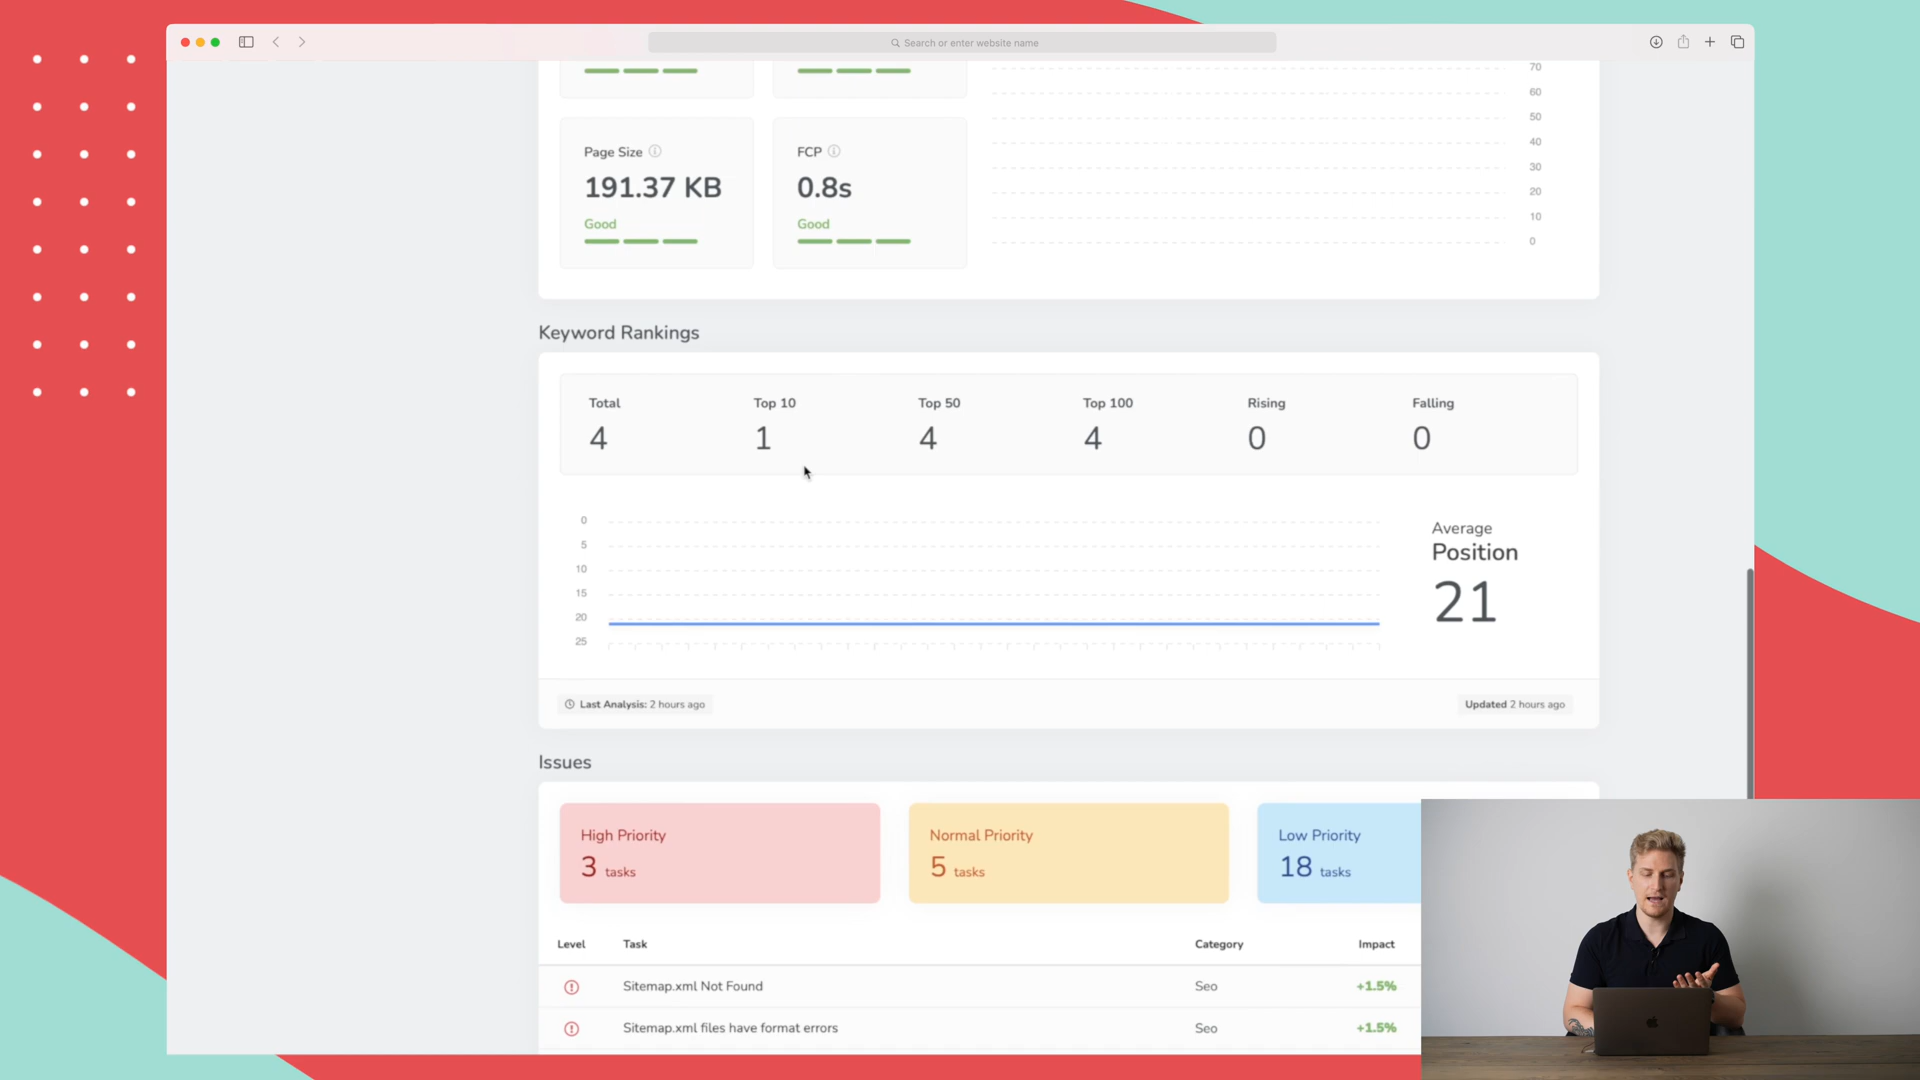 Search or enter website name
70
60
50
40
30
20
10
0
Page Size
191.37 KB
Good
FCP
0.8s
Good
Keyword Rankings
Total
4
Top 10
1
Top 50
4
Top 100
4
Rising
0
Falling
0
0
5
10
15
20
25
Average
Position
21
Last Analysis: 2 hours ago
Updated 2 hours ago
Issues
High Priority
3 tasks
Normal Priority
5 tasks
Low Priority
18 tasks
Level Task Category Impact
Sitemap.xml Not Found Seo +1.5%
Sitemap.xml files have format errors Seo +1.5%